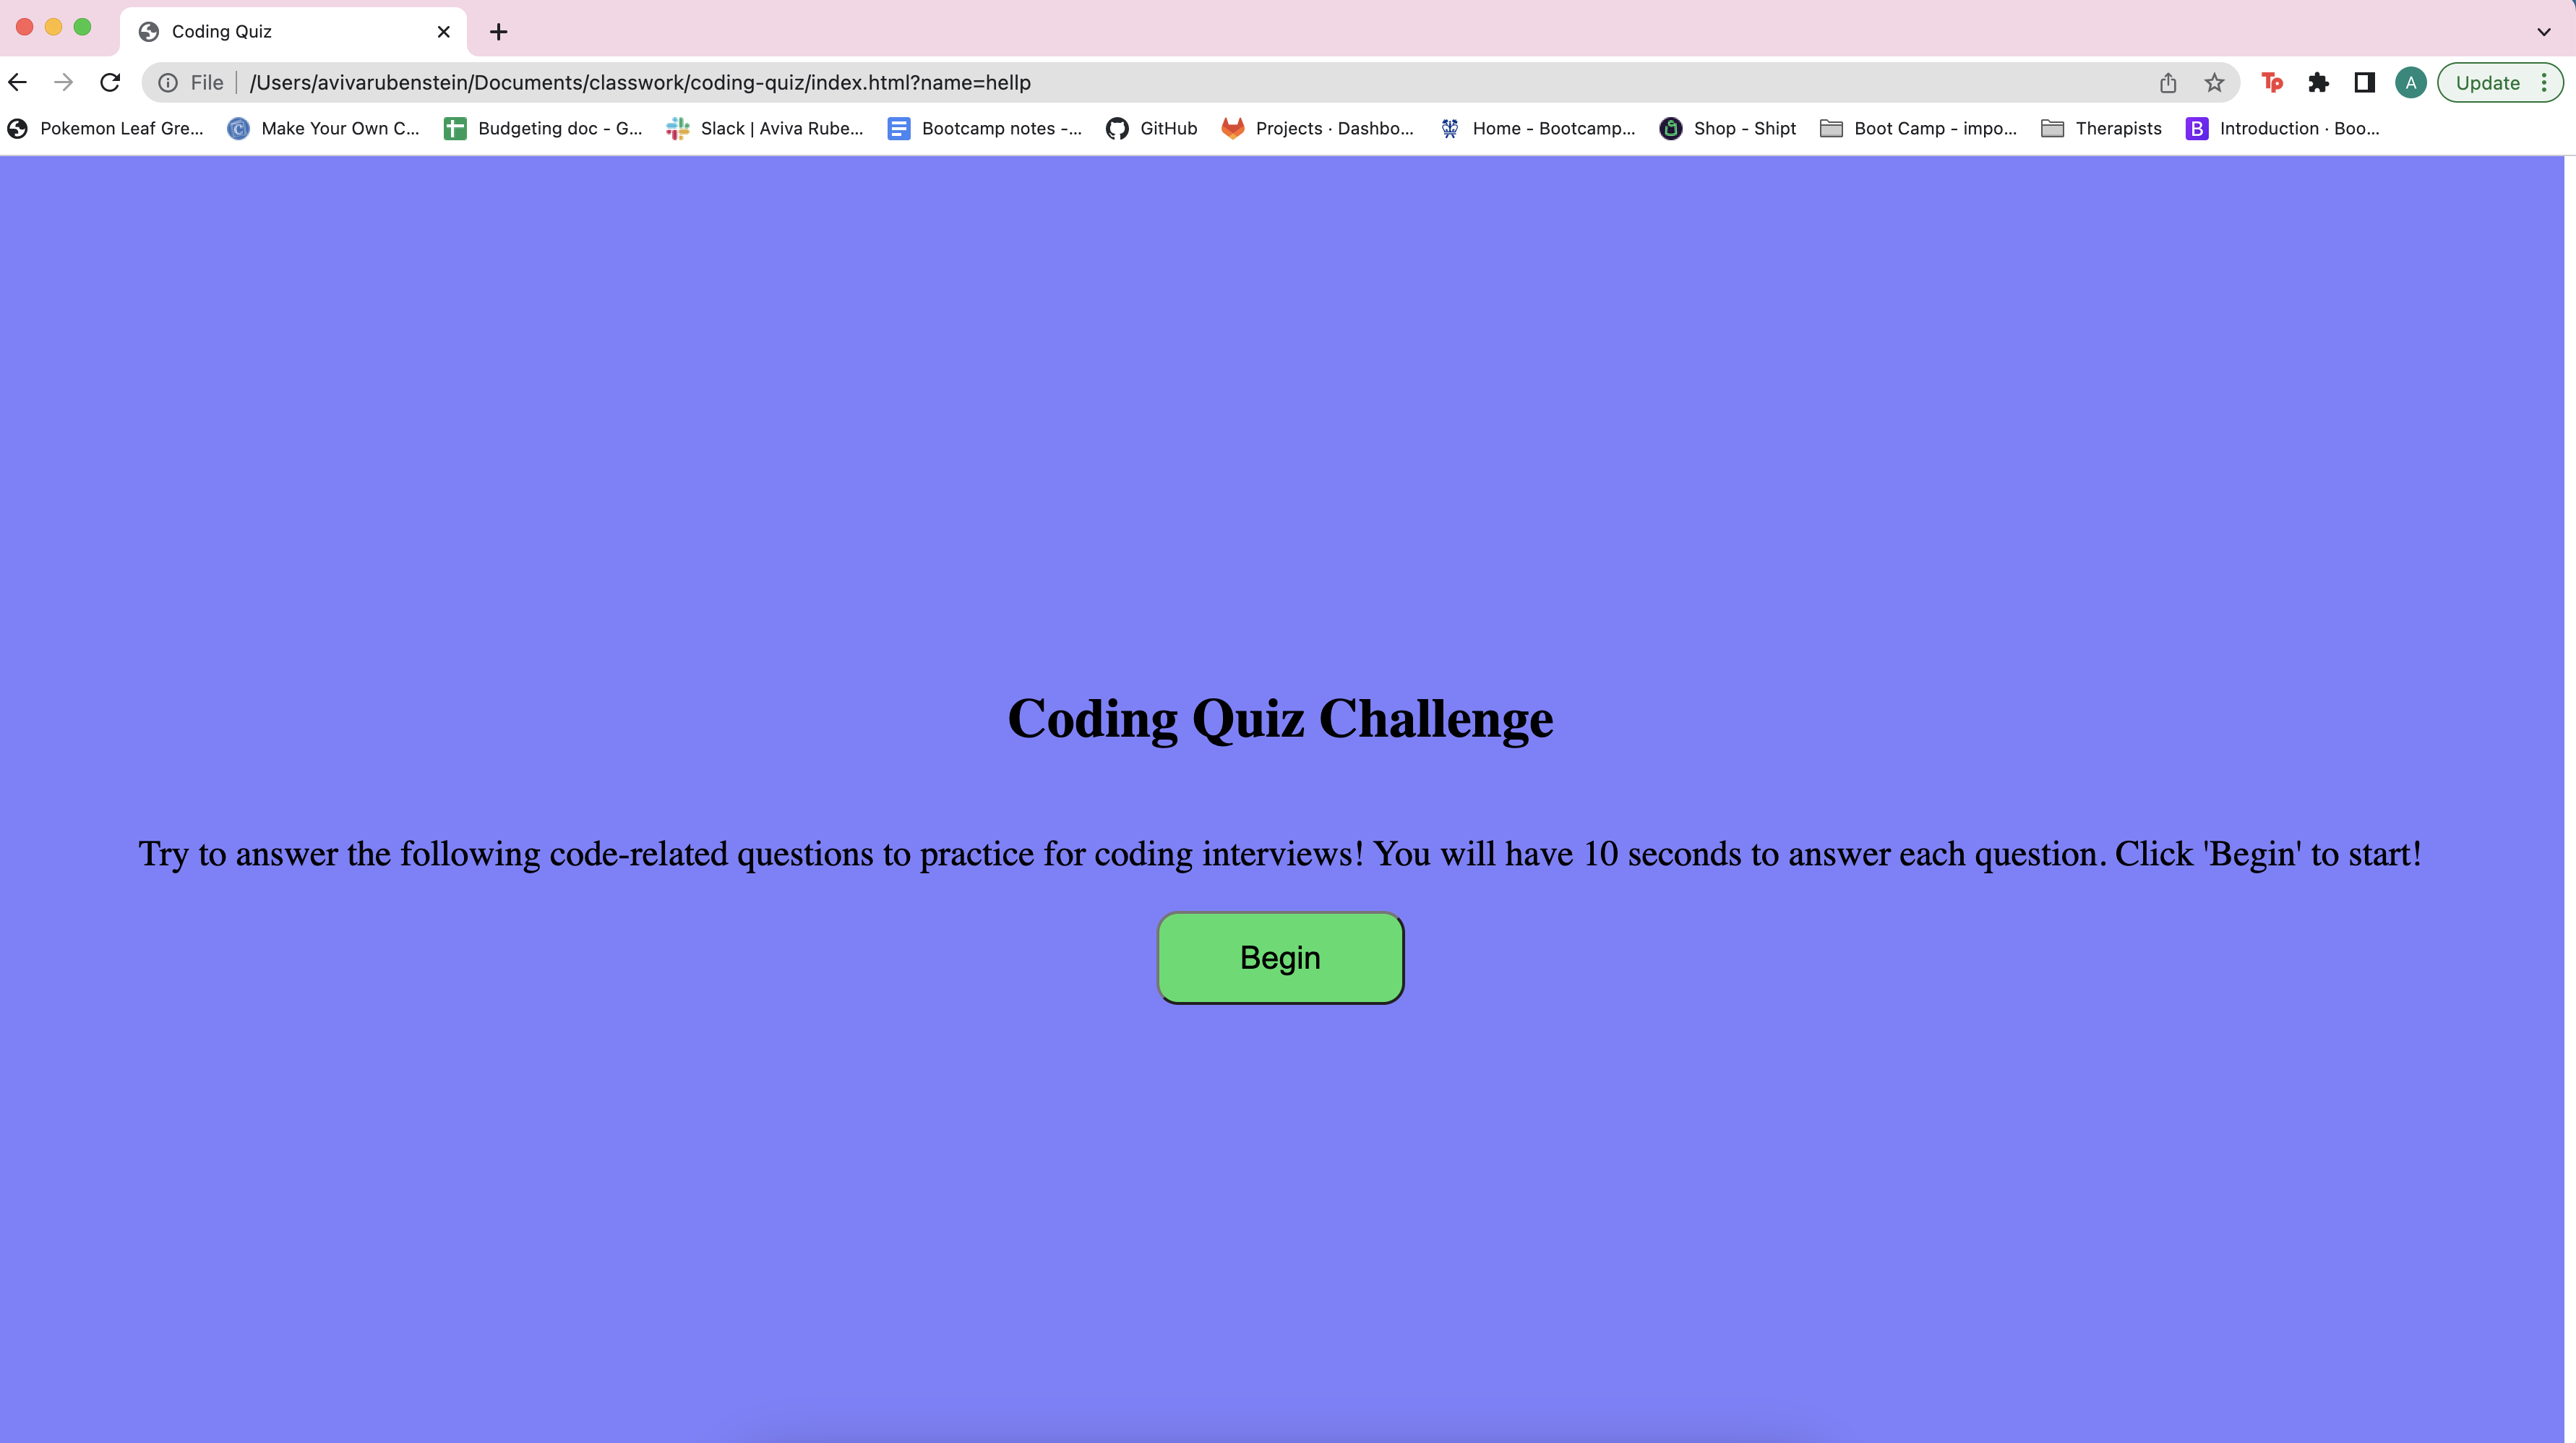 Coding Quiz
File /Users/avivarubenstein/Documents/classwork/coding-quiz/index.html?name=hellp
Tp
A
Update
Pokemon Leaf Gre... Make Your Own C... Budgeting doc - G... Slack | Aviva Rube... Bootcamp notes -... GitHub Projects · Dashbo... Home - Bootcamp... Shop - Shipt Boot Camp - impo... Therapists B Introduction · Boo...
Coding Quiz Challenge
Try to answer the following code-related questions to practice for coding interviews! You will have 10 seconds to answer each question. Click 'Begin' to start!
Begin